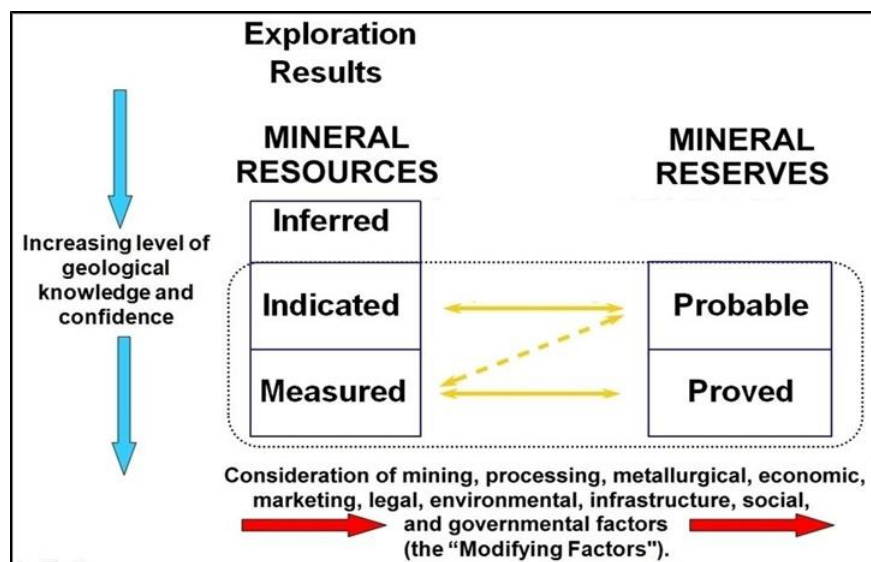 Exploration
Results
MINERAL
RESOURCES
MINERAL
RESERVES
Inferred
Increasing level of
geological
knowledge and
confidence
Indicated
Probable
Measured
Proved
Consideration of mining, processing, metallurgical, economic,
marketing, legal, environmental, infrastructure, social,
and governmental factors
(the “Modifying Factors").